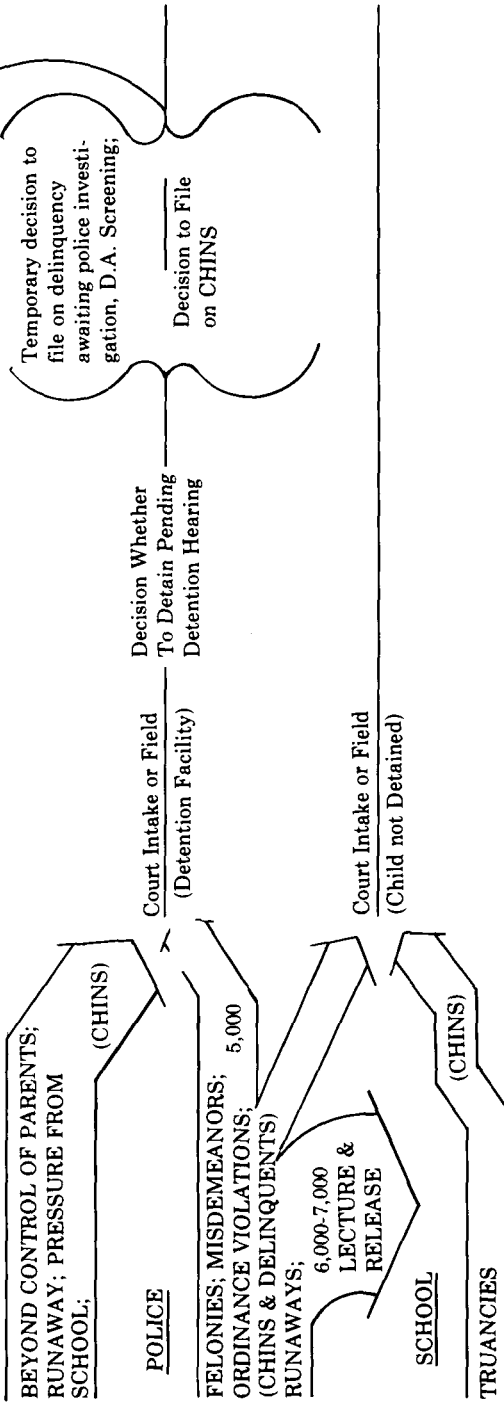 BEYOND CONTROL OF PARENTS;
RUNAWAY; PRESSURE FROM
SCHOOL;
(CHINS)
POLICE
FELONIES; MISDEMEANORS;
ORDINANCE VIOLATIONS;
(CHINS & DELINQUENTS)
RUNAWAYS;
5,000
6,000-7,000
LECTURE &
RELEASE
SCHOOL
(CHINS)
TRUANCIES
Court Intake or Field
(Detention Facility)
Court Intake or Field
(Child not Detained)
Decision Whether
To Detain Pending
Detention Hearing
Temporary decision to
file on delinquency
awaiting police investi-
gation, D.A. Screening;
Decision to File
on CHINS